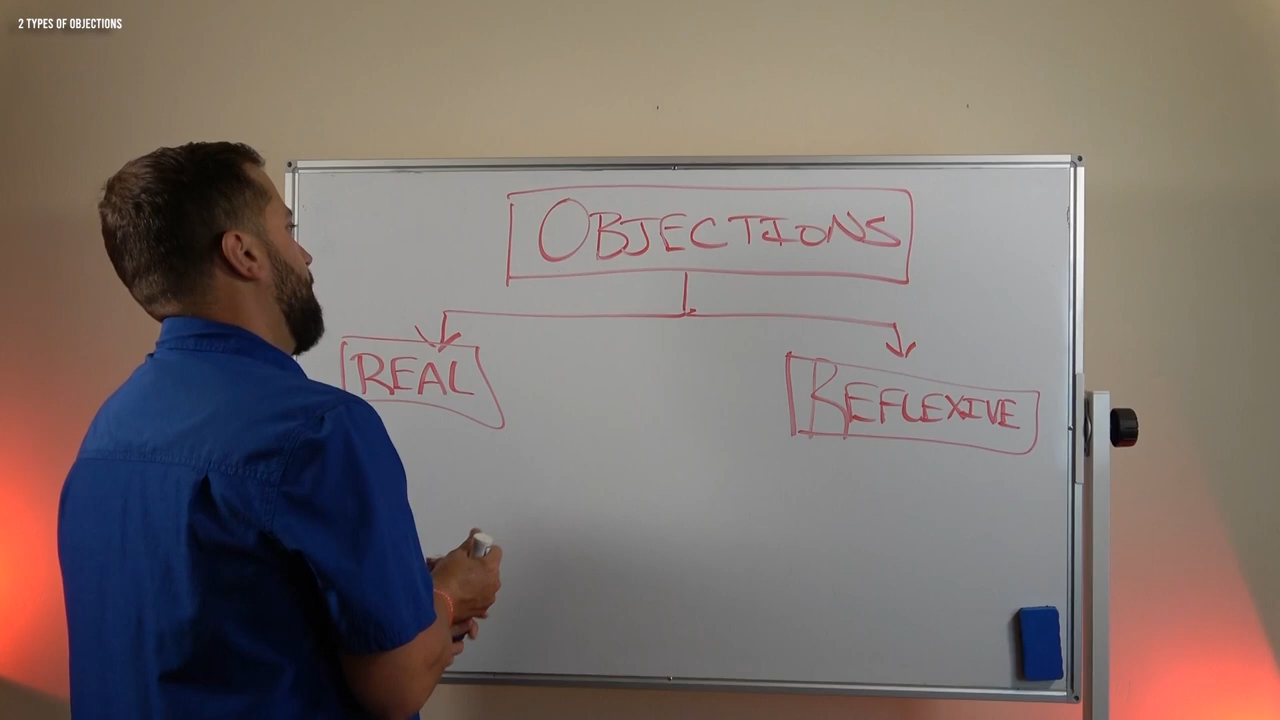 2 TYPES OF OBJECTIONS
OBJECTIONS
REAL
REFLEXIVE